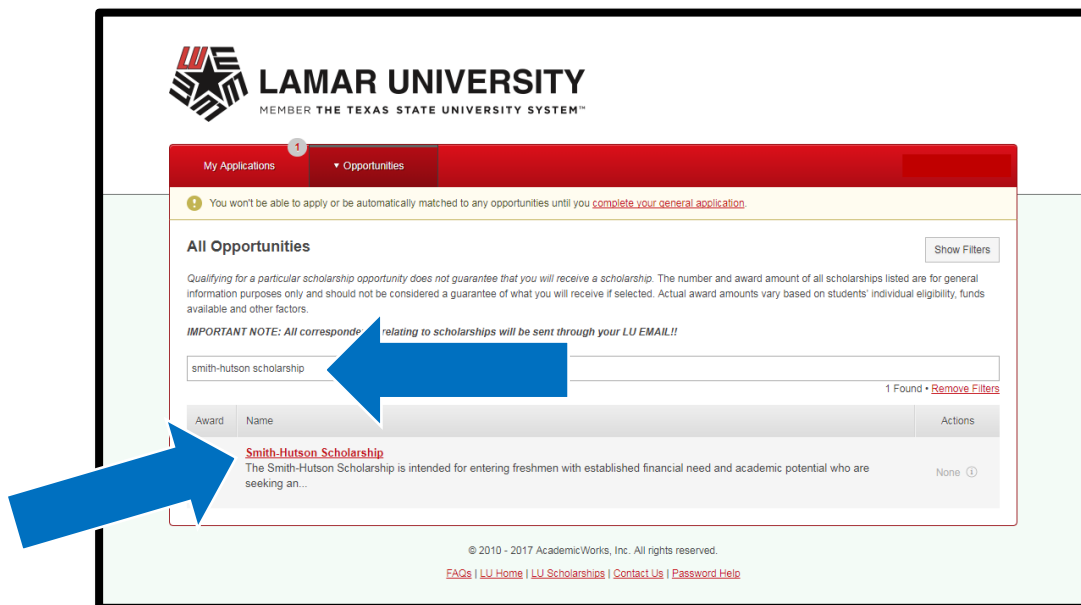 LAMAR UNIVERSITY
MEMBER THE TEXAS STATE UNIVERSITY SYSTEM™
1
My Applications
▾ Opportunities
! You won't be able to apply or be automatically matched to any opportunities until you complete your general application.
All Opportunities
Show Filters
Qualifying for a particular scholarship opportunity does not guarantee that you will receive a scholarship. The number and award amount of all scholarships listed are for general
information purposes only and should not be considered a guarantee of what you will receive if selected. Actual award amounts vary based on students' individual eligibility, funds
available and other factors.
IMPORTANT NOTE: All relating to scholarships will be sent through your LU EMAIL!!
smith-hutson scholarship
1 Found • Remove Filters
Award Name Actions
Smith-Hutson Scholarship
The Smith-Hutson Scholarship is intended for entering freshmen with established financial need and academic potential who are
seeking an...
None
© 2010 - 2017 AcademicWorks, Inc. All rights reserved.
FAQs | LU Home | LU Scholarships | Contact Us | Password Help